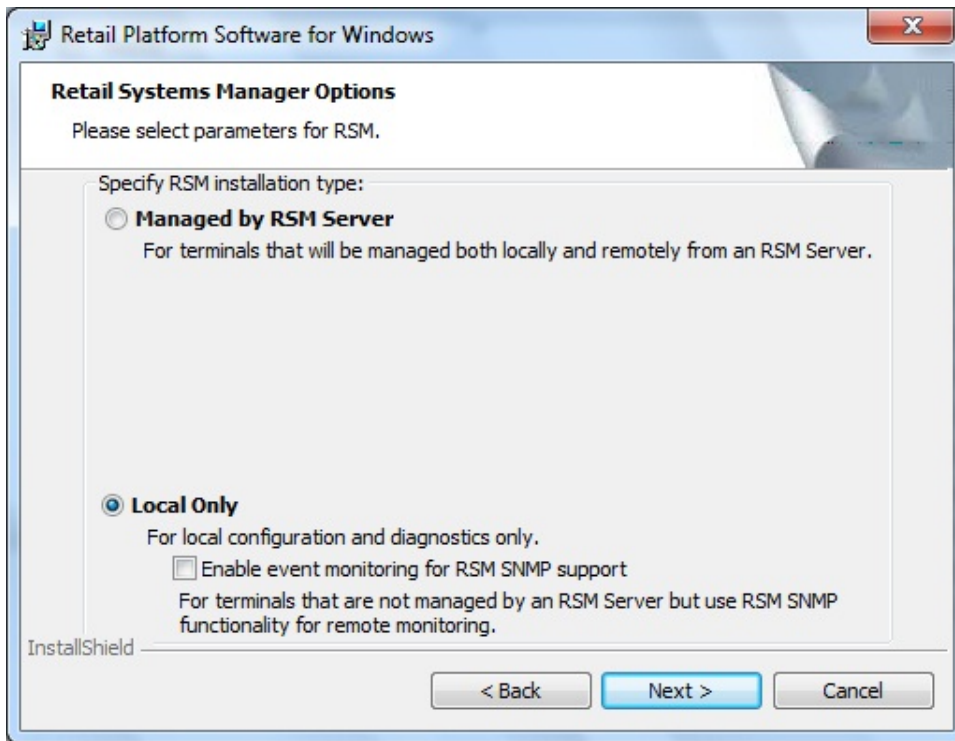 Retail Platform Software for Windows
Retail Systems Manager Options
Please select parameters for RSM.
Specify RSM installation type:
Managed by RSM Server
For terminals that will be managed both locally and remotely from an RSM Server.
Local Only
For local configuration and diagnostics only.
Enable event monitoring for RSM SNMP support
For terminals that are not managed by an RSM Server but use RSM SNMP
functionality for remote monitoring.
InstallShield
< Back
Next >
Cancel